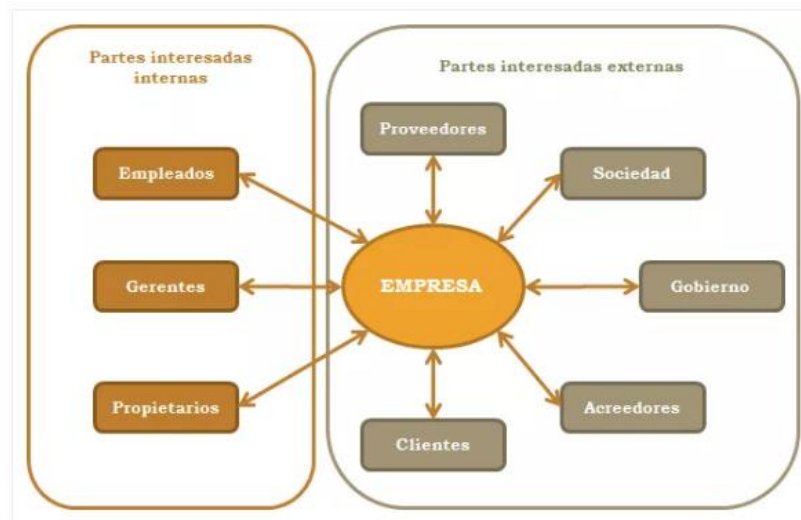 Partes interesadas
internas
Partes interesadas externas
Proveedores
Empleados
Sociedad
Gerentes
EMPRESA
Gobierno
Propietarios
Acreedores
Clientes